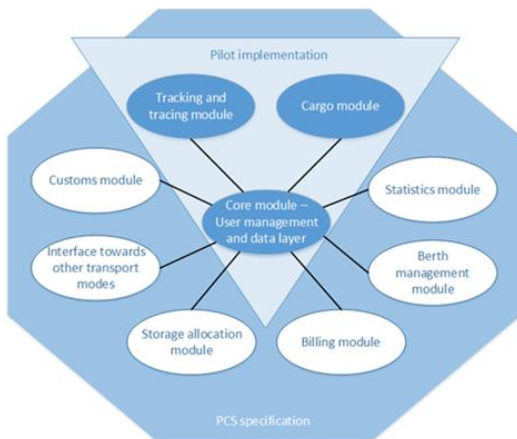 Pilot implementation
Tracking and
tracing module
Cargo module
Customs module
Statistics module
Core module –
User management
and data layer
Interface towards
other transport
modes
Berth
management
module
Storage allocation
module
Billing module
PCS specification